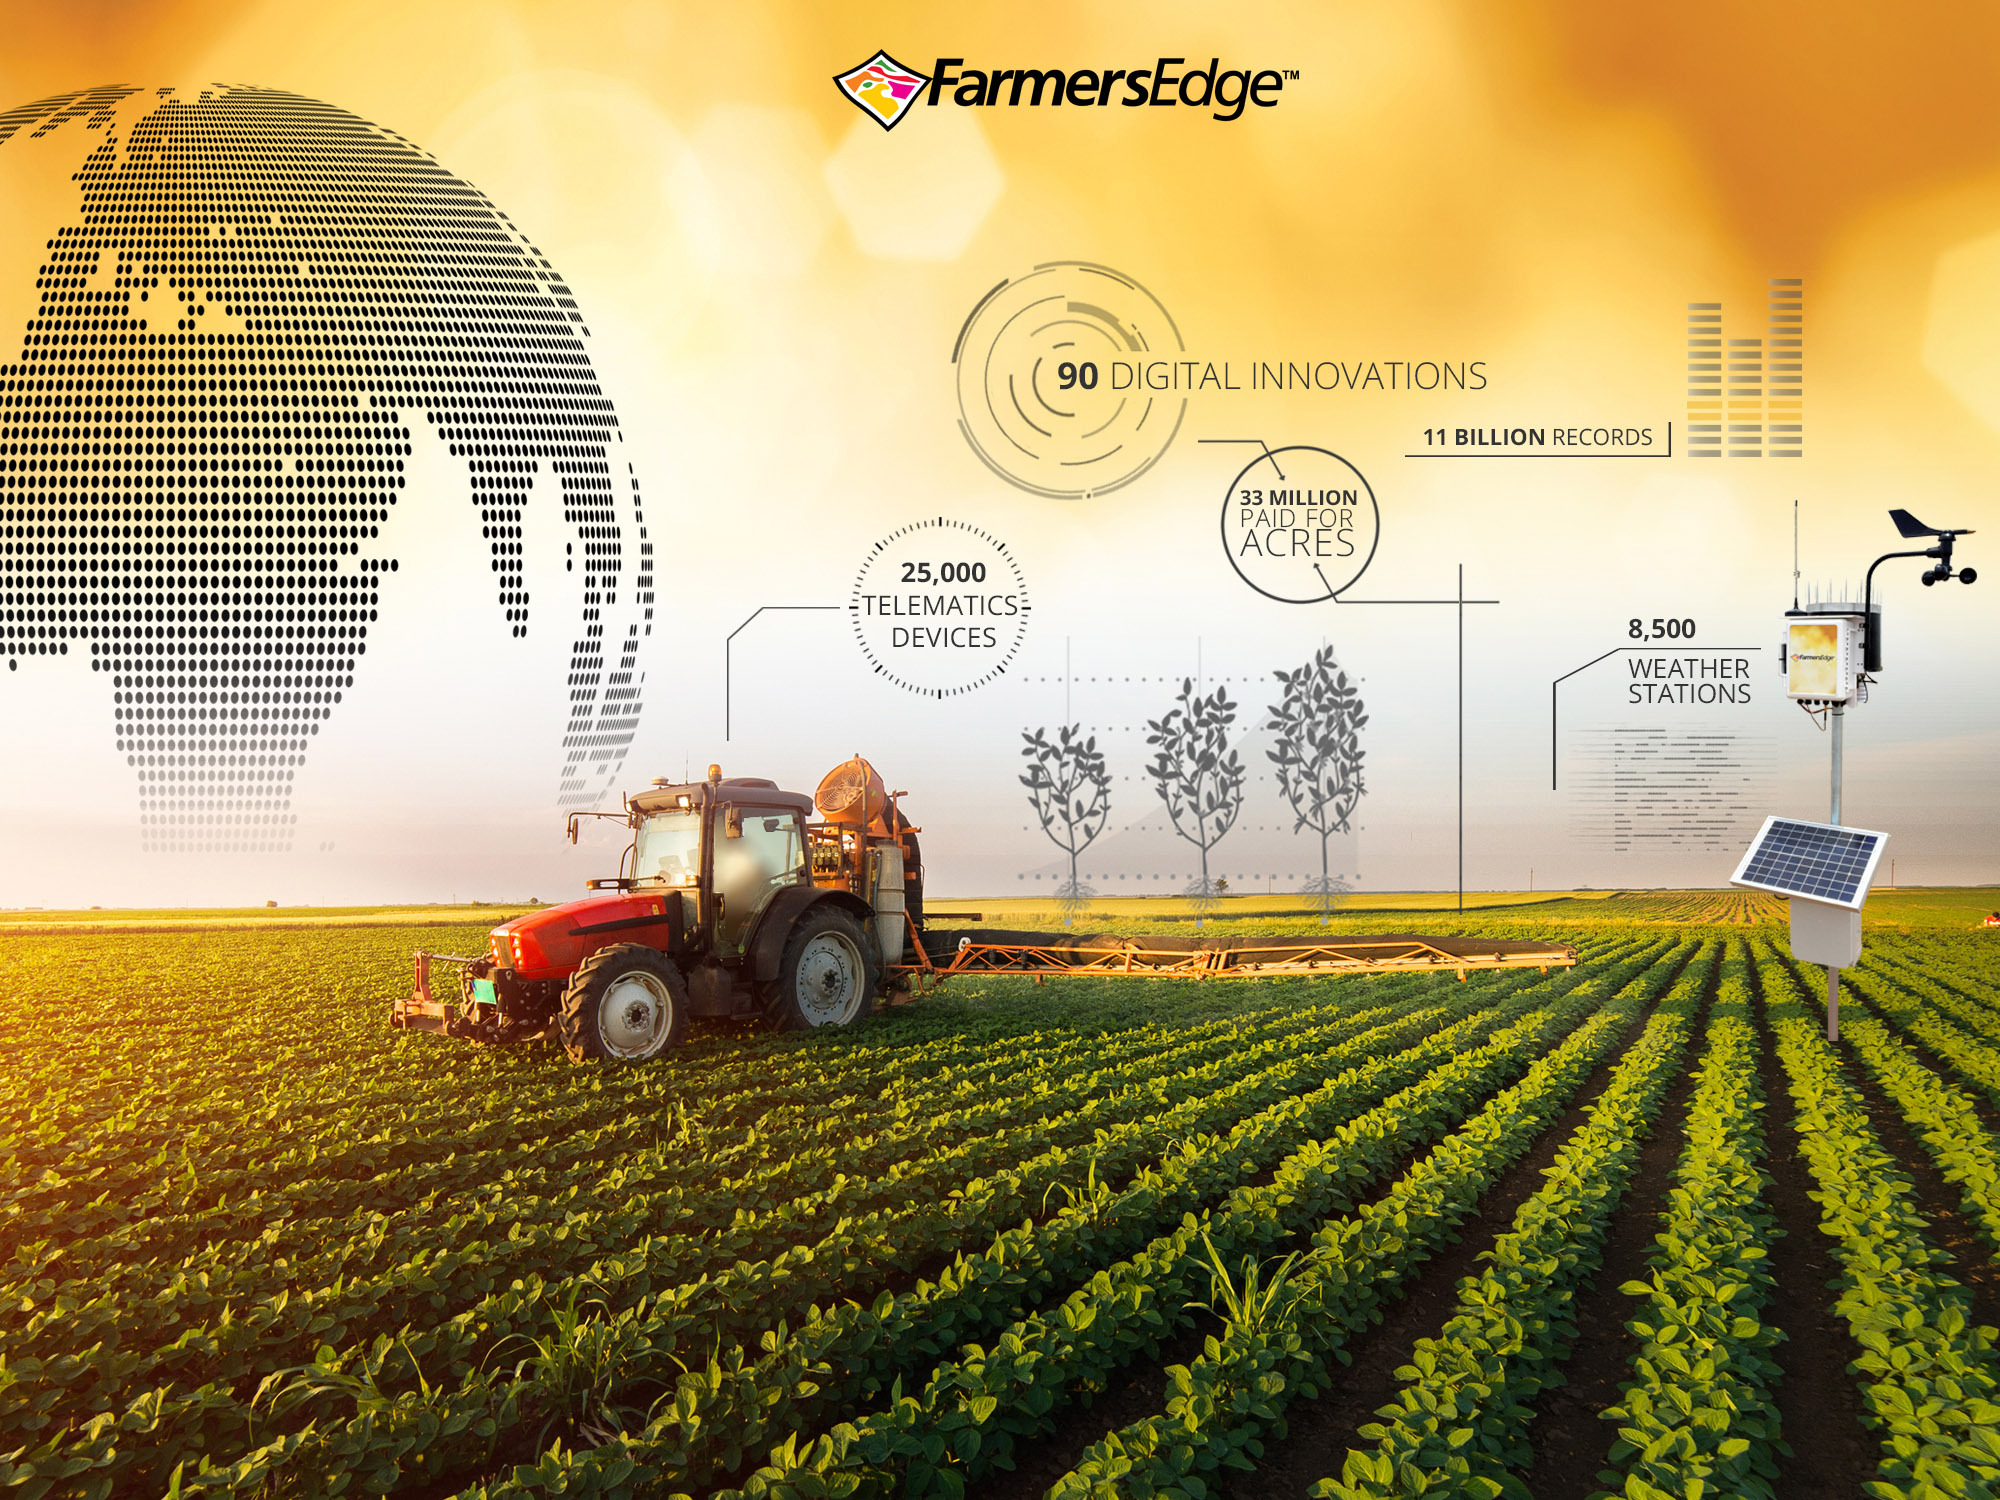 FarmersEdge™
90 DIGITAL INNOVATIONS
11 BILLION RECORDS
33 MILLION
PAID FOR
ACRES
25,000
TELEMATICS
DEVICES
8,500
WEATHER
STATIONS
FarmersEdge